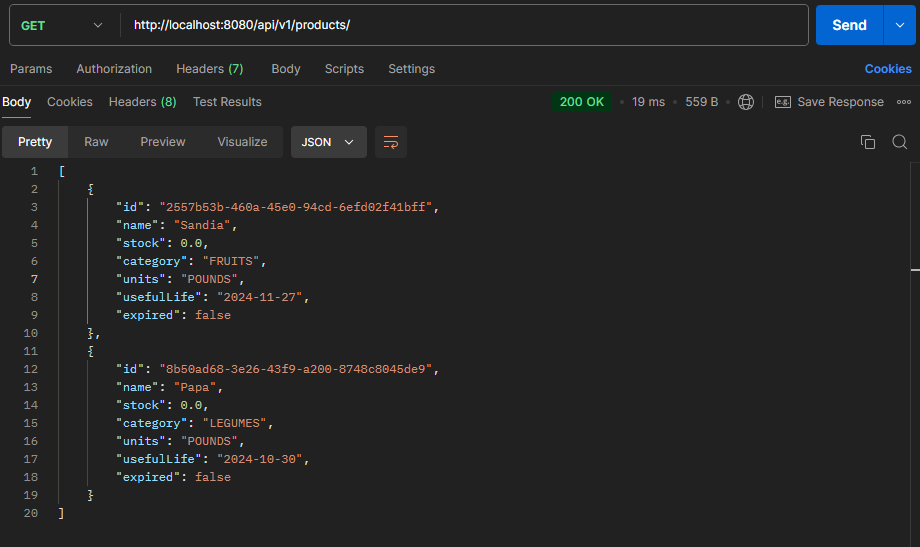 GET http://localhost:8080/api/v1/products/ Send
Params Authorization Headers (7) Body Scripts Settings Cookies
Body Cookies Headers (8) Test Results 200 OK • 19 ms • 559 B • e.g. Save Response
Pretty Raw Preview Visualize JSON
1 [
2 {
3 "id": "2557b53b-460a-45e0-94cd-6efd02f41bff",
4 "name": "Sandia",
5 "stock": 0.0,
6 "category": "FRUITS",
7 "units": "POUNDS",
8 "usefulLife": "2024-11-27",
9 "expired": false
10 },
11 {
12 "id": "8b50ad68-3e26-43f9-a200-8748c8045de9",
13 "name": "Papa",
14 "stock": 0.0,
15 "category": "LEGUMES",
16 "units": "POUNDS",
17 "usefulLife": "2024-10-30",
18 "expired": false
19 }
20 ]